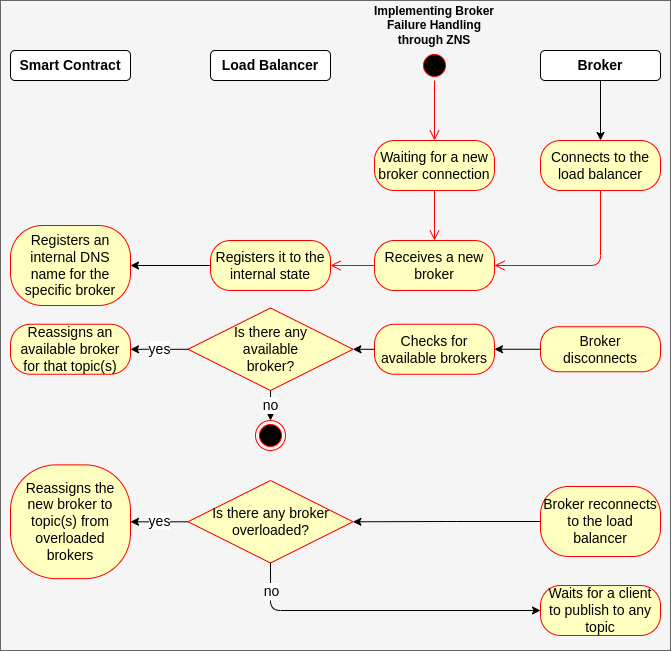 Implementing Broker
Failure Handling
through ZNS
Smart Contract
Load Balancer
Broker
Waiting for a new
broker connection
Connects to the
load balancer
Registers an
internal DNS
name for the
specific broker
Registers it to the
internal state
Receives a new
broker
Reassigns an
available broker
for that topic(s)
yes
Is there any
available
broker?
Checks for
available brokers
Broker
disconnects
no
Reassigns the
new broker to
topic(s) from
overloaded
brokers
yes
Is there any broker
overloaded?
Broker reconnects
to the load
balancer
no
Waits for a client
to publish to any
topic